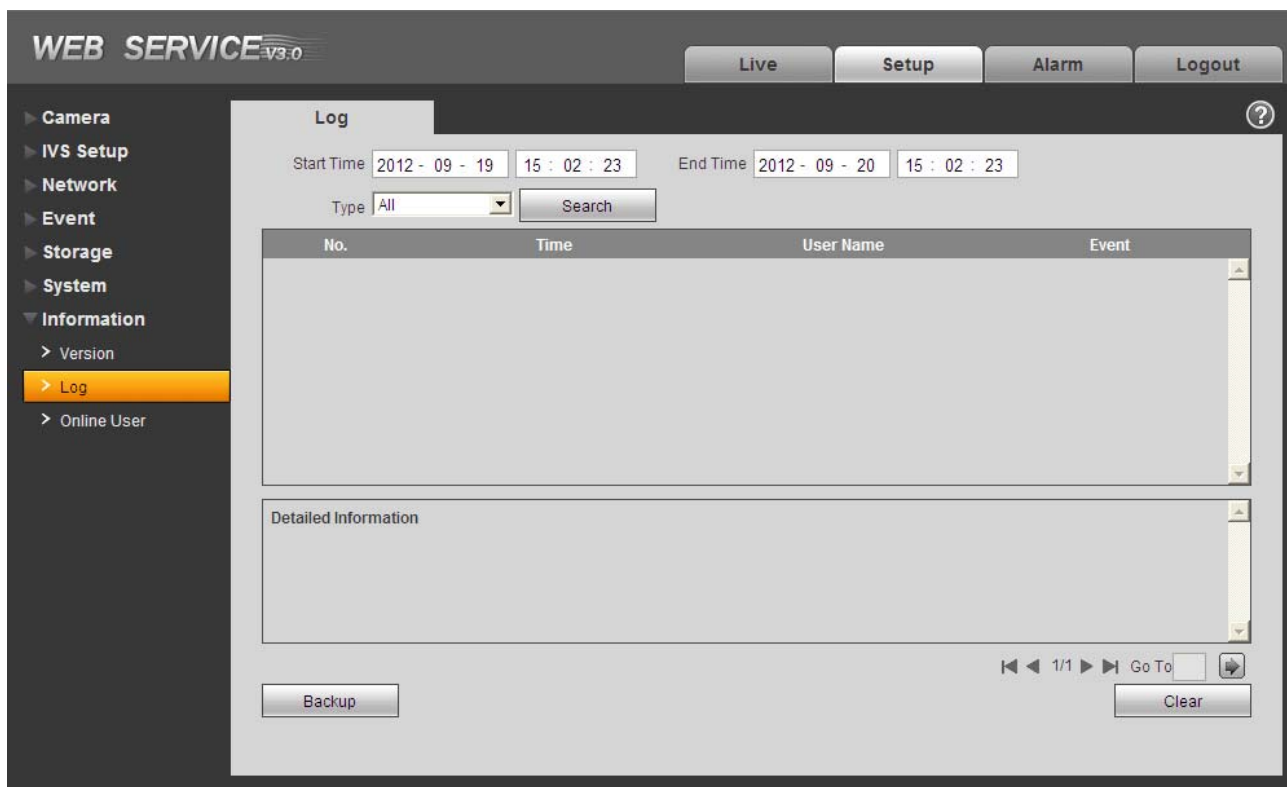 WEB SERVICE V3.0
Live Setup Alarm Logout
Camera
IVS Setup
Network
Event
Storage
System
Information
> Version
> Log
> Online User
Log
?
Start Time 2012 - 09 - 19 15 : 02 : 23 End Time 2012 - 09 - 20 15 : 02 : 23
Type All Search
No. Time User Name Event
Detailed Information
1/1 Go To
Backup Clear